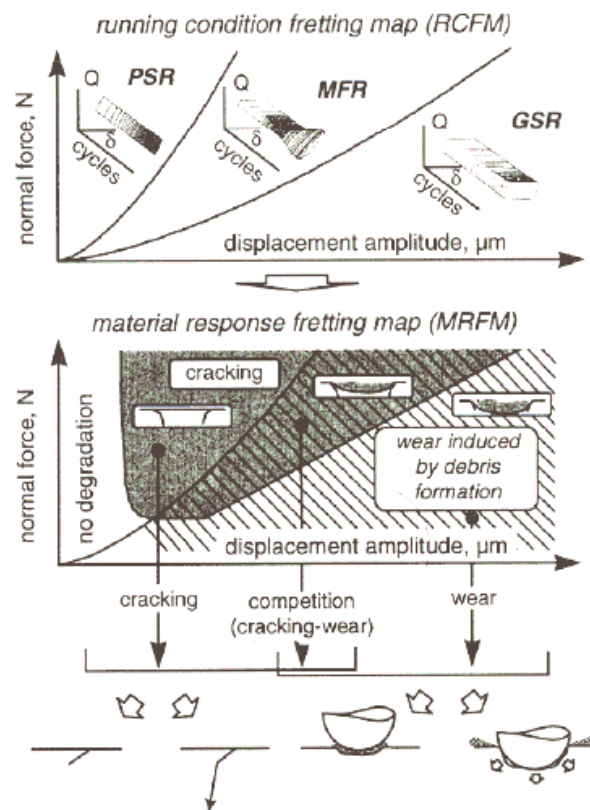 running condition fretting map (RCFM)
normal force, N
Q
PSR
δ
cycles
Q
MFR
δ
cycles
Q
GSR
δ
cycles
displacement amplitude, µm
material response fretting map (MRFM)
normal force, N
no degradation
cracking
wear induced
by debris
formation
displacement amplitude, µm
cracking
competition
(cracking-wear)
wear